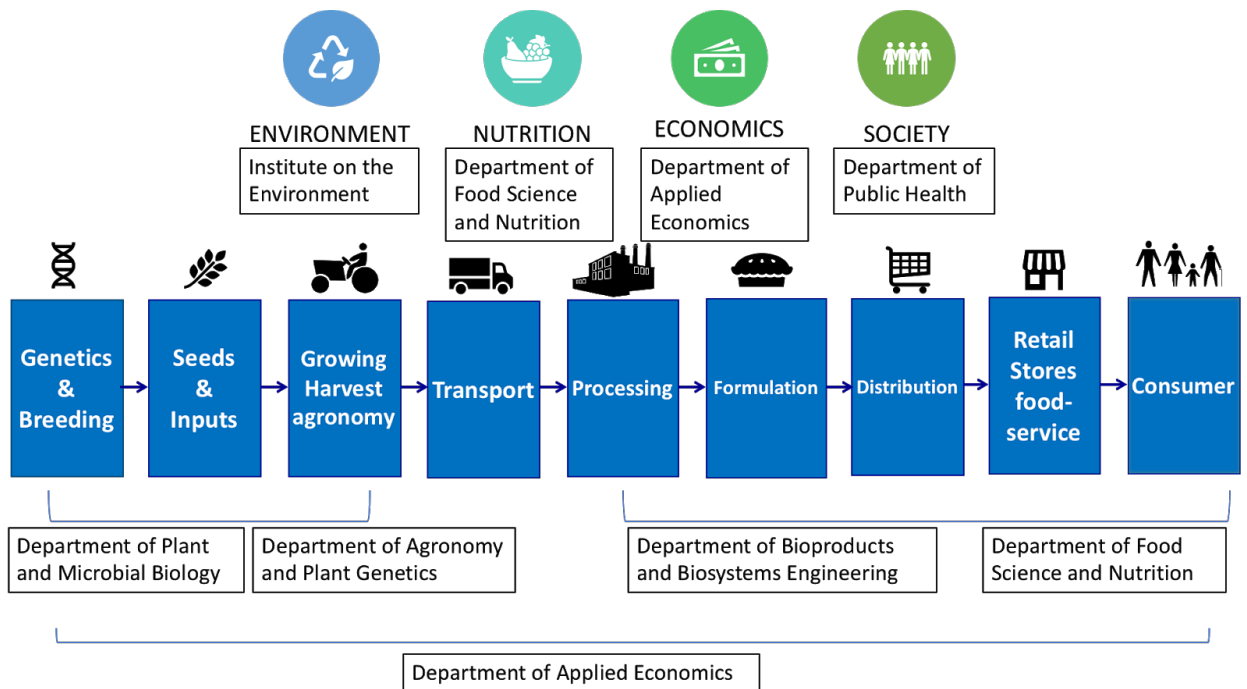 ENVIRONMENT
Institute on the
Environment
NUTRITION
Department of
Food Science
and Nutrition
ECONOMICS
Department of
Applied
Economics
SOCIETY
Department of
Public Health
Genetics
&
Breeding
Seeds
&
Inputs
Growing
Harvest
agronomy
Transport
Processing
Formulation
Distribution
Retail
Stores
food-
service
Consumer
Department of Plant
and Microbial Biology
Department of Agronomy
and Plant Genetics
Department of Bioproducts
and Biosystems Engineering
Department of Food
Science and Nutrition
Department of Applied Economics